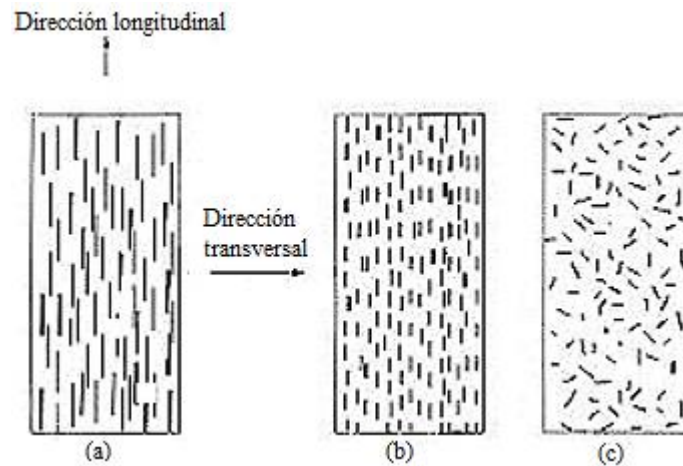 Dirección longitudinal
Dirección
transversal
(a)
(b)
(c)